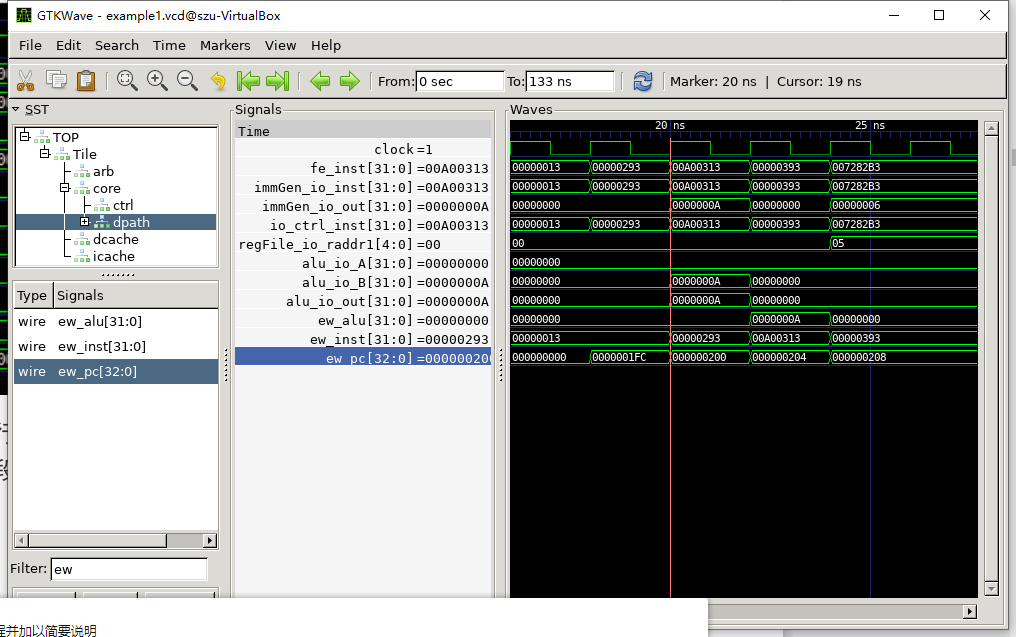 GTKWave - example1.vcd@szu-VirtualBox
File Edit Search Time Markers View Help
From: 0 sec To: 133 ns Marker: 20 ns | Cursor: 19 ns
SST
TOP
Tile
arb
core
ctrl
dpath
dcache
icache
Type Signals
wire ew_alu[31:0]
wire ew_inst[31:0]
wire ew_pc[32:0]
Filter: ew
Signals
Time
clock =1
fe_inst[31:0] =00A00313
immGen_io_inst[31:0] =00A00313
immGen_io_out[31:0] =0000000A
io_ctrl_inst[31:0] =00A00313
regFile_io_raddr1[4:0] =00
alu_io_A[31:0] =00000000
alu_io_B[31:0] =0000000A
alu_io_out[31:0] =0000000A
ew_alu[31:0] =00000000
ew_inst[31:0] =00000293
ew_pc[32:0] =000000200
Waves
20 ns 25 ns
00000013 00000293 00A00313 00000393 007282B3
00000013 00000293 00A00313 00000393 007282B3
00000000 0000000A 00000000 00000006
00000013 00000293 00A00313 00000393 007282B3
00 05
00000000
00000000 0000000A 00000000
00000000 0000000A 00000000
00000000 0000000A 00000000
00000013 00000293 00A00313 00000393
000000000 0000001FC 000000200 000000204 000000208
并加以简要说明